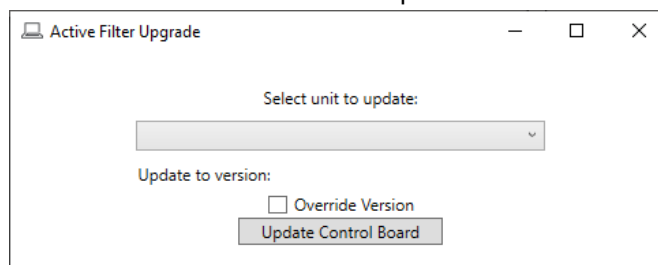 Active Filter Upgrade
Select unit to update:
Update to version:
Override Version
Update Control Board